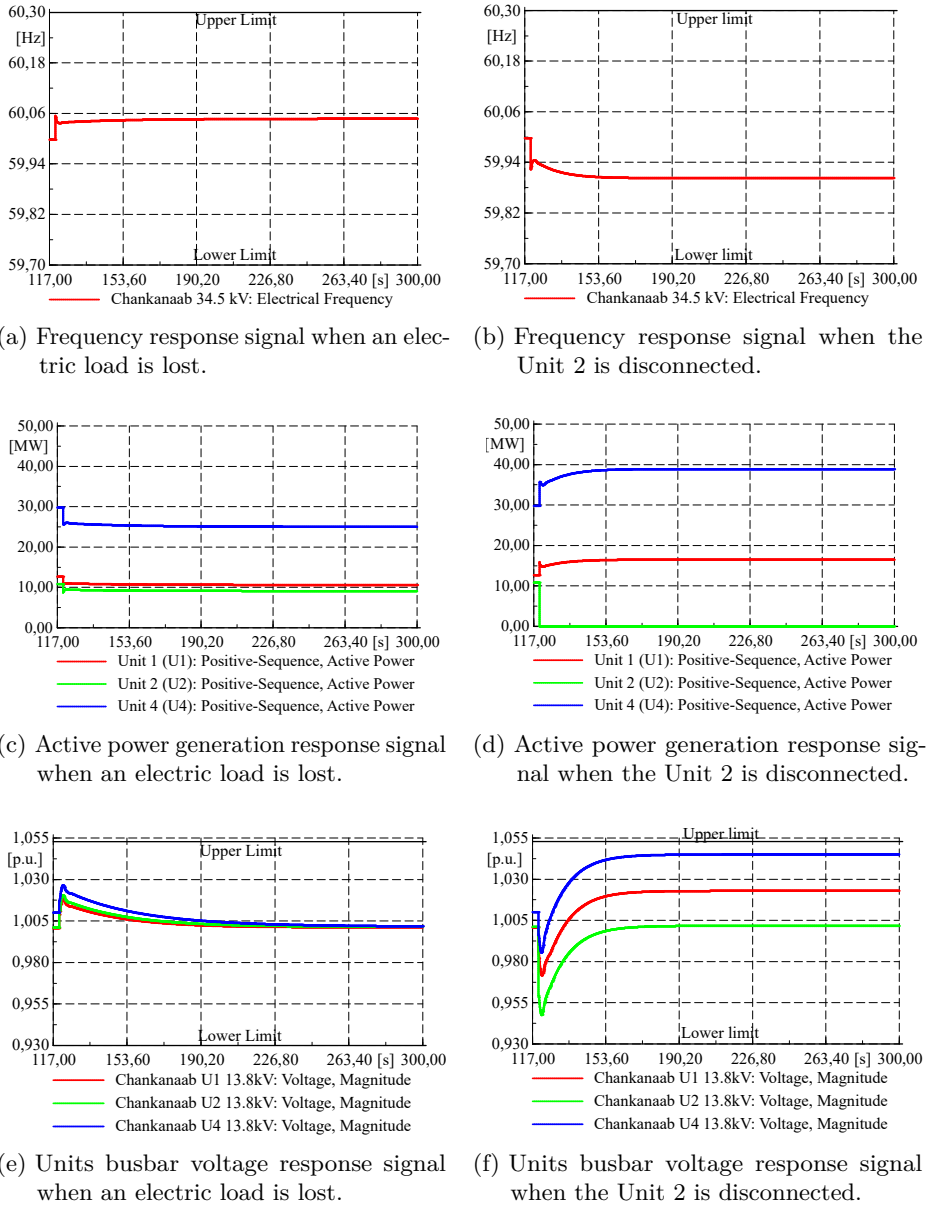 60,30
[Hz]
60,18
60,06
59,94
59,82
59,70
Upper Limit
Lower Limit
117,00 153,60 190,20 226,80 263,40 [s] 300,00
Chankanaab 34.5 kV: Electrical Frequency
(a) Frequency response signal when an elec-
tric load is lost.
60,30
[Hz]
60,18
60,06
59,94
59,82
59,70
Upper limit
Lower limit
117,00 153,60 190,20 226,80 263,40 [s] 300,00
Chankanaab 34.5 kV: Electrical Frequency
(b) Frequency response signal when the
Unit 2 is disconnected.
50,00
[MW]
40,00
30,00
20,00
10,00
0,00
117,00 153,60 190,20 226,80 263,40 [s] 300,00
Unit 1 (U1): Positive-Sequence, Active Power
Unit 2 (U2): Positive-Sequence, Active Power
Unit 4 (U4): Positive-Sequence, Active Power
(c) Active power generation response signal
when an electric load is lost.
50,00
[MW]
40,00
30,00
20,00
10,00
0,00
117,00 153,60 190,20 226,80 263,40 [s] 300,00
Unit 1 (U1): Positive-Sequence, Active Power
Unit 2 (U2): Positive-Sequence, Active Power
Unit 4 (U4): Positive-Sequence, Active Power
(d) Active power generation response sig-
nal when the Unit 2 is disconnected.
1,055
[p.u.]
1,030
1,005
0,980
0,955
0,930
Upper Limit
Lower Limit
117,00 153,60 190,20 226,80 263,40 [s] 300,00
Chankanaab U1 13.8kV: Voltage, Magnitude
Chankanaab U2 13.8kV: Voltage, Magnitude
Chankanaab U4 13.8kV: Voltage, Magnitude
(e) Units busbar voltage response signal
when an electric load is lost.
1,055
[p.u.]
1,030
1,005
0,980
0,955
0,930
Upper limit
Lower limit
117,00 153,60 190,20 226,80 263,40 [s] 300,00
Chankanaab U1 13.8kV: Voltage, Magnitude
Chankanaab U2 13.8kV: Voltage, Magnitude
Chankanaab U4 13.8kV: Voltage, Magnitude
(f) Units busbar voltage response signal
when the Unit 2 is disconnected.